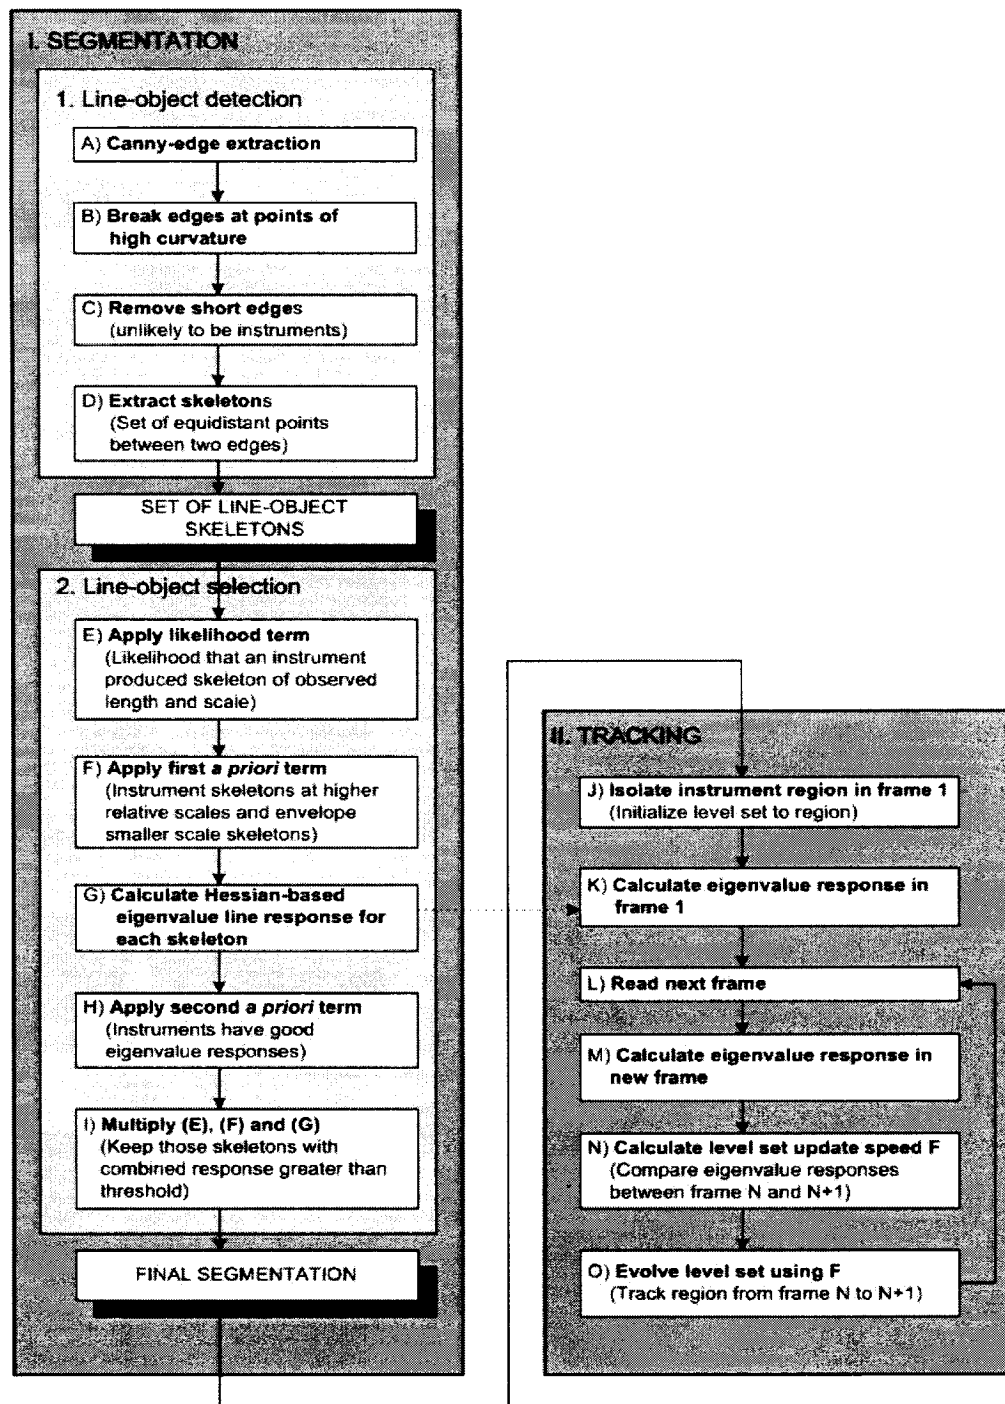 I. SEGMENTATION
1. Line-object detection
A) Canny-edge extraction
B) Break edges at points of
high curvature
C) Remove short edges
(unlikely to be instruments)
D) Extract skeletons
(Set of equidistant points
between two edges)
SET OF LINE-OBJECT
SKELETONS
2. Line-object selection
E) Apply likelihood term
(Likelihood that an instrument
produced skeleton of observed
length and scale)
F) Apply first a priori term
(Instrument skeletons at higher
relative scales and envelope
smaller scale skeletons)
G) Calculate Hessian-based
eigenvalue line response for
each skeleton
H) Apply second a priori term
(Instruments have good
eigenvalue responses)
I) Multiply (E), (F) and (G)
(Keep those skeletons with
combined response greater than
threshold)
FINAL SEGMENTATION
II. TRACKING
J) Isolate instrument region in frame 1
(Initialize level set to region)
K) Calculate eigenvalue response in
frame 1
L) Read next frame
M) Calculate eigenvalue response in
new frame
N) Calculate level set update speed F
(Compare eigenvalue responses
between frame N and N+1)
O) Evolve level set using F
(Track region from frame N to N+1)